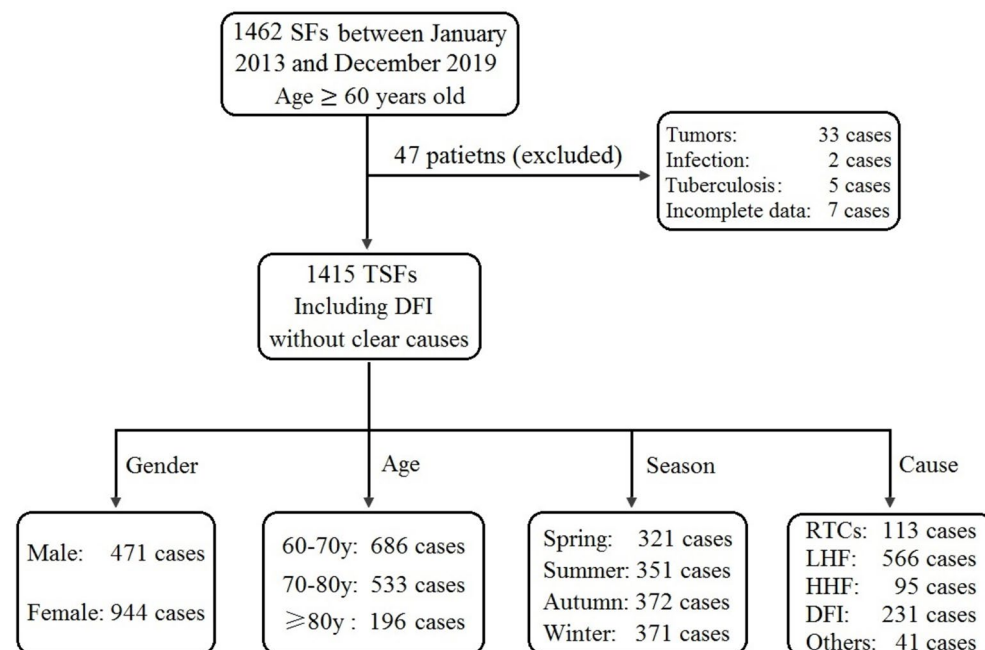 1462 SFs between January
2013 and December 2019
Age ≥ 60 years old
47 patietns (excluded)
Tumors: 33 cases
Infection: 2 cases
Tuberculosis: 5 cases
Incomplete data: 7 cases
1415 TSFs
Including DFI
without clear causes
Gender
Age
Season
Cause
Male: 471 cases
Female: 944 cases
60-70y: 686 cases
70-80y: 533 cases
≥80y : 196 cases
Spring: 321 cases
Summer: 351 cases
Autumn: 372 cases
Winter: 371 cases
RTCs: 113 cases
LHF: 566 cases
HHF: 95 cases
DFI: 231 cases
Others: 41 cases